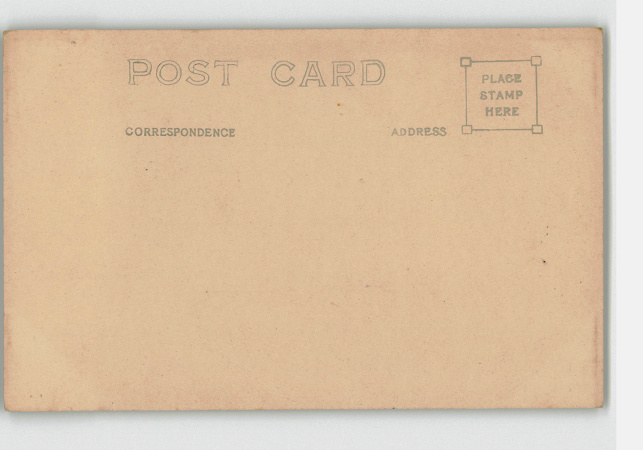 POST CARD
PLACE
STAMP
HERE
CORRESPONDENCE
ADDRESS